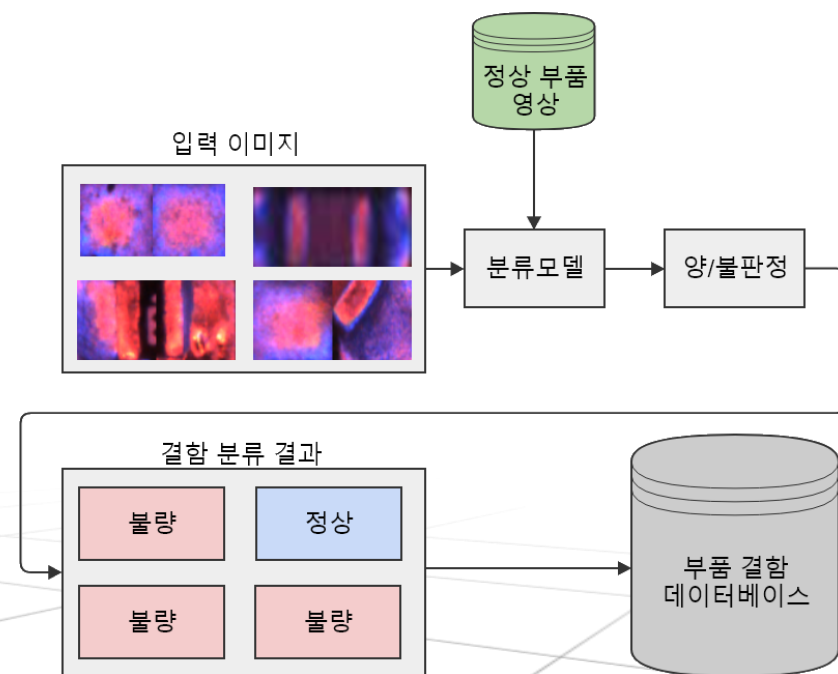 정상 부품
영상
입력 이미지
분류모델
양/불판정
결함 분류 결과
불량
정상
불량
불량
부품 결함
데이터베이스